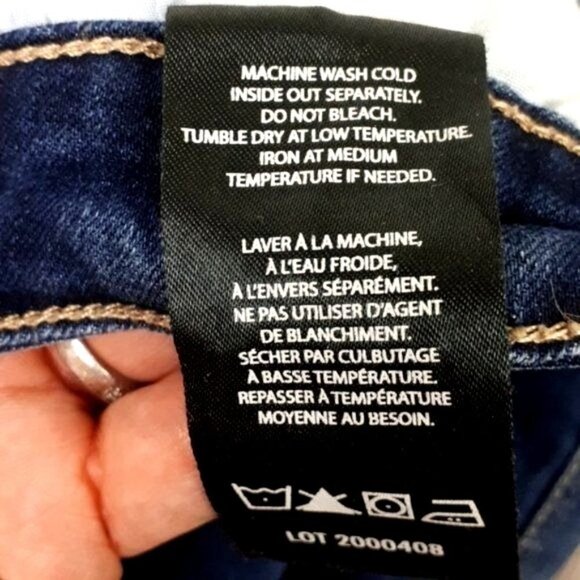 MACHINE WASH COLD
INSIDE OUT SEPARATELY.
DO NOT BLEACH.
TUMBLE DRY AT LOW TEMPERATURE.
IRON AT MEDIUM
TEMPERATURE IF NEEDED.
LAVER À LA MACHINE,
À L'EAU FROIDE,
À L'ENVERS SÉPARÉMENT.
NE PAS UTILISER D'AGENT
DE BLANCHIMENT.
SÉCHER PAR CULBUTAGE
À BASSE TEMPÉRATURE.
REPASSER À TEMPÉRATURE
MOYENNE AU BESOIN.
LOT 2000408